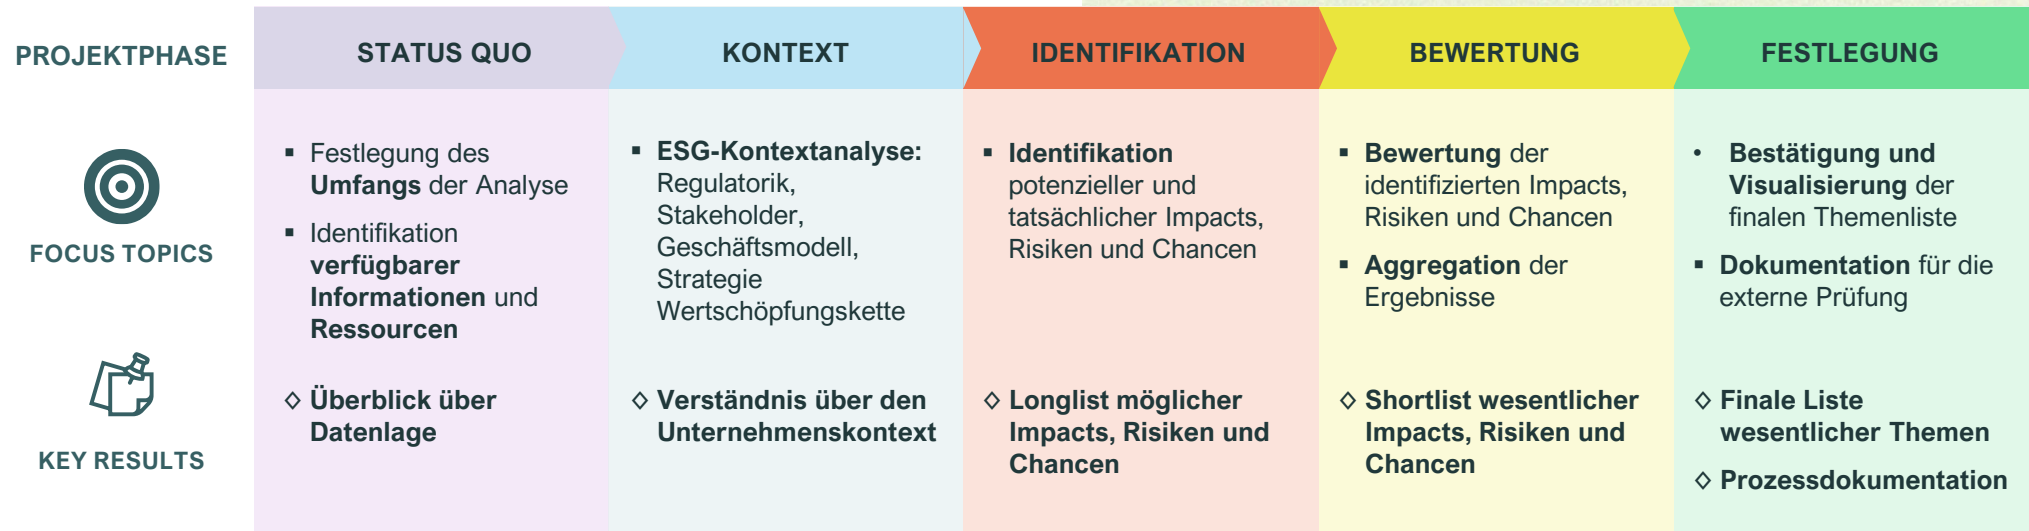 PROJEKTPHASE
STATUS QUO
KONTEXT
IDENTIFIKATION
BEWERTUNG
FESTLEGUNG
FOCUS TOPICS
▪ Festlegung des
Umfangs der Analyse
▪ Identifikation
verfügbarer
Informationen und
Ressourcen
▪ ESG-Kontextanalyse:
Regulatorik,
Stakeholder,
Geschäftsmodell,
Strategie
Wertschöpfungskette
▪ Identifikation
potenzieller und
tatsächlicher Impacts,
Risiken und Chancen
▪ Bewertung der
identifizierten Impacts,
Risiken und Chancen
▪ Aggregation der
Ergebnisse
• Bestätigung und
Visualisierung der
finalen Themenliste
▪ Dokumentation für die
externe Prüfung
KEY RESULTS
◇ Überblick über
Datenlage
◇ Verständnis über den
Unternehmenskontext
◇ Longlist möglicher
Impacts, Risiken und
Chancen
◇ Shortlist wesentlicher
Impacts, Risiken und
Chancen
◇ Finale Liste
wesentlicher Themen
◇ Prozessdokumentation